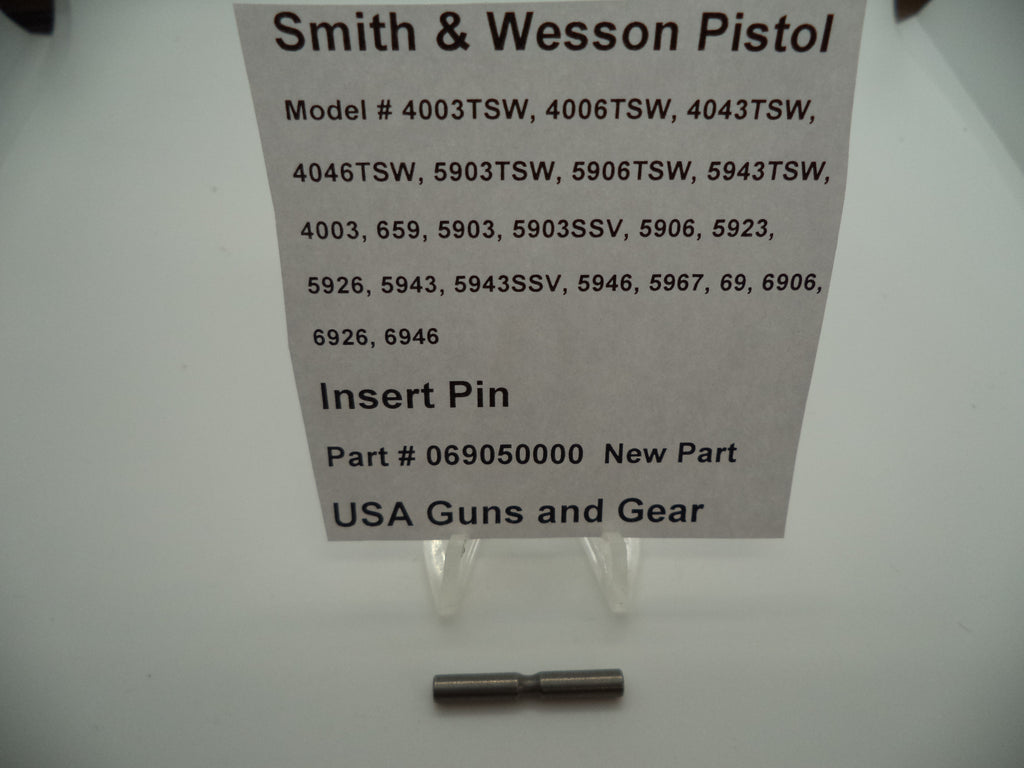 Smith & Wesson Pistol
Model # 4003TSW, 4006TSW, 4043TSW,
4046TSW, 5903TSW, 5906TSW, 5943TSW,
4003, 659, 5903, 5903SSV, 5906, 5923,
5926, 5943, 5943SSV, 5946, 5967, 69, 6906,
6926, 6946
Insert Pin
Part # 069050000 New Part
USA Guns and Gear